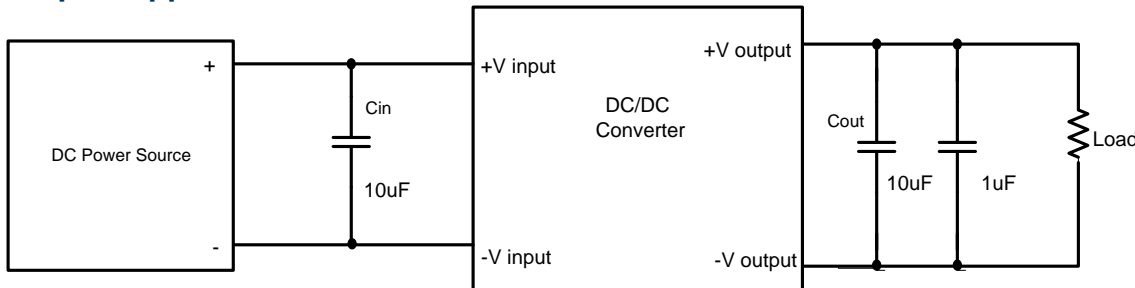 +
DC Power Source
-
Cin
10uF
+V input
-V input
DC/DC
Converter
+V output
-V output
Cout
10uF
1uF
Load